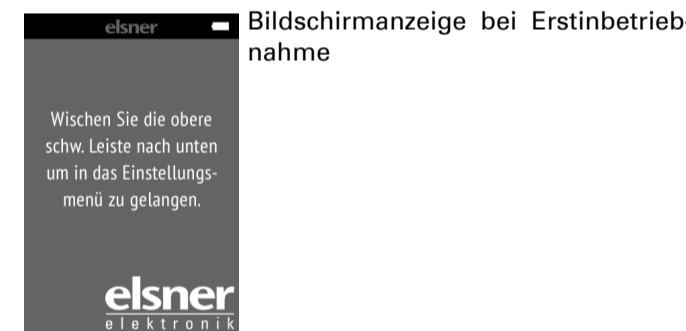 elsner
Bildschirmanzeige bei Erstinbetrieb-
nahme
Wischen Sie die obere
schw. Leiste nach unten
um in das Einstellungs-
menü zu gelangen.
elsner
elektronik